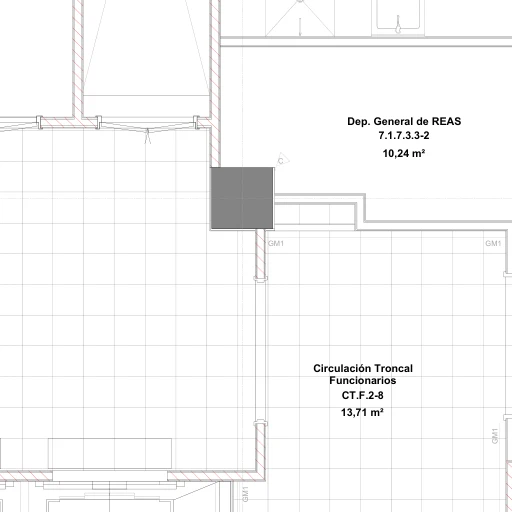 Dep. General de REAS
7.1.7.3.3-2
10,24 m²
C
GM1
GM1
Circulación Troncal
Funcionarios
CT.F.2-8
13,71 m²
GM1
GM1